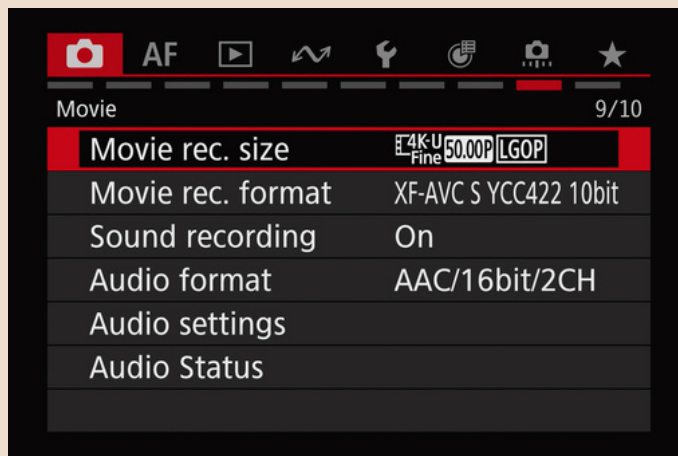 AF
Movie 9/10
Movie rec. size 4K-U Fine 50.00P LGOP
Movie rec. format XF-AVC S YCC422 10bit
Sound recording On
Audio format AAC/16bit/2CH
Audio settings
Audio Status